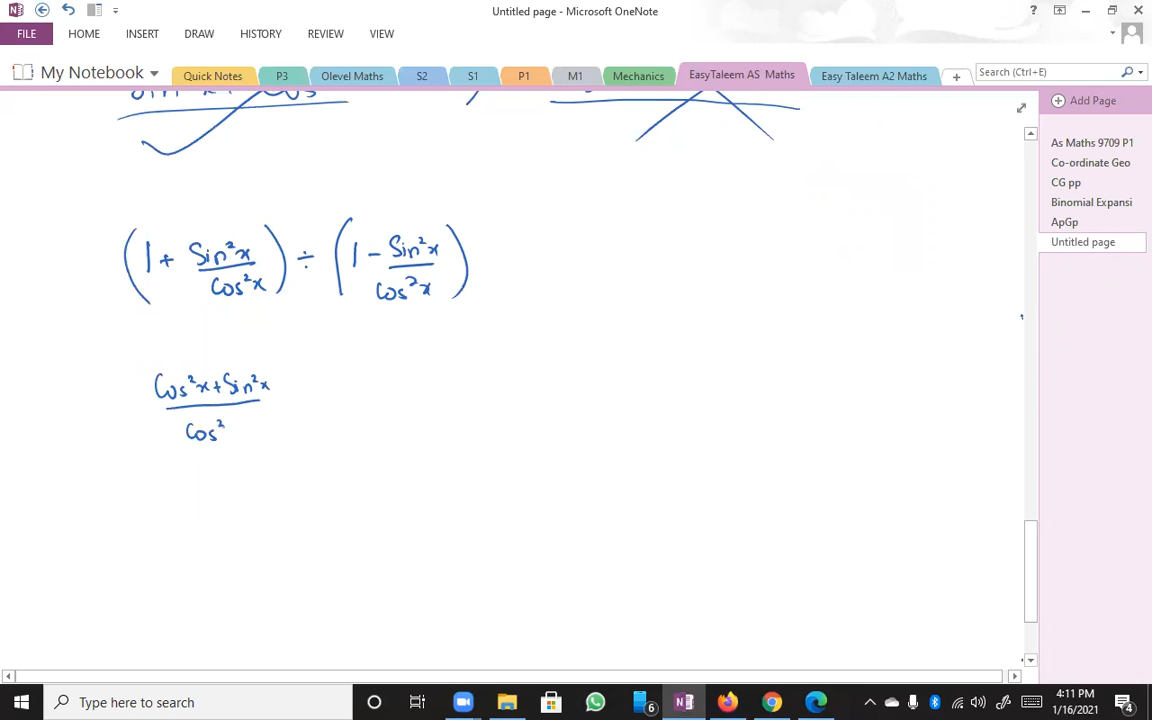 Untitled page - Microsoft OneNote
?
FILE HOME INSERT DRAW HISTORY REVIEW VIEW
My Notebook Quick Notes P3 Olevel Maths S2 S1 P1 M1 Mechanics EasyTaleem AS Maths Easy Taleem A2 Maths + Search (Ctrl+E)
Add Page
As Maths 9709 P1
Co-ordinate Geo
CG pp
Binomial Expansi
ApGp
Untitled page
(1 + Sin²x / Cos²x) ÷ (1 - Sin²x / Cos²x)
Cos²x + Sin²x
Cos²
Type here to search
6
4:11 PM
1/16/2021
4